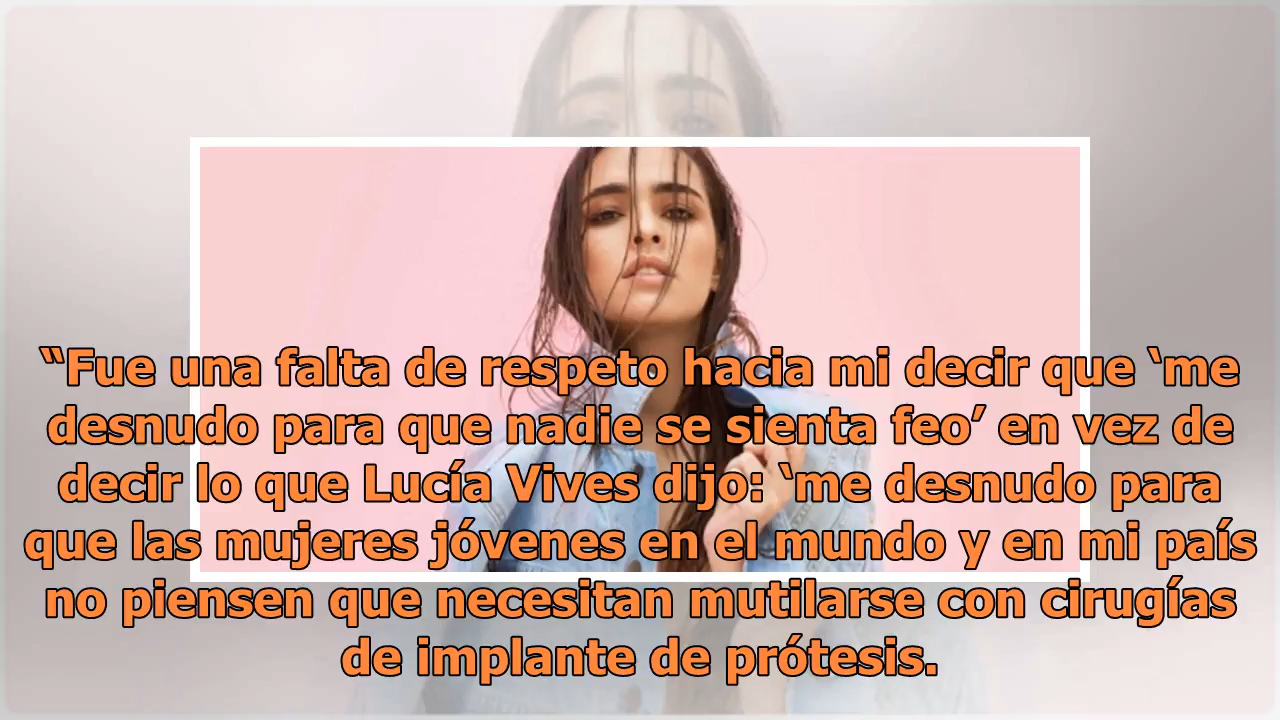 “Fue una falta de respeto hacia mi decir que ‘me
desnudo para que nadie se sienta feo’ en vez de
decir lo que Lucía Vives dijo: ‘me desnudo para
que las mujeres jóvenes en el mundo y en mi país
no piensen que necesitan mutilarse con cirugías
de implante de prótesis.